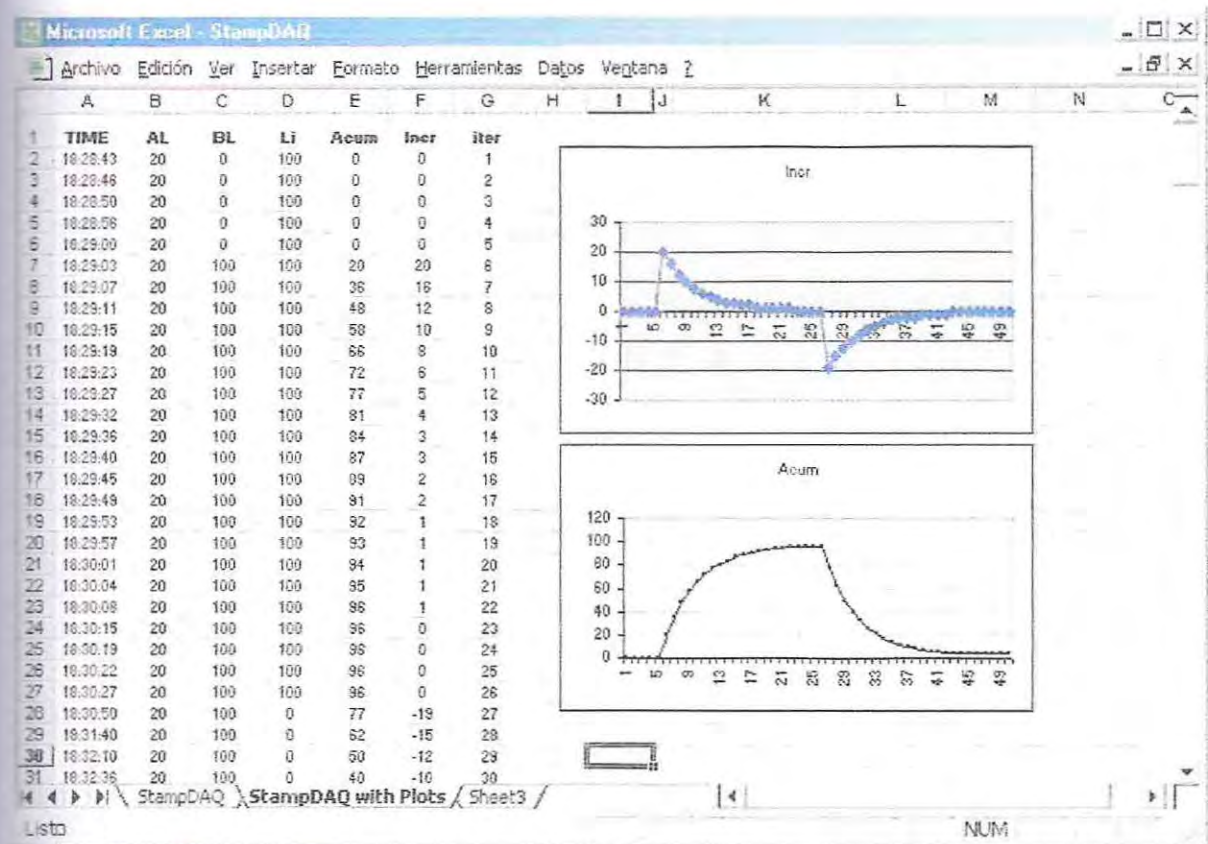 Microsoft Excel - StampDAQ
Archivo Edición Ver Insertar Formato Herramientas Datos Ventana ?
A B C D E F G H I J K L M N O
1 TIME AL BL Li Acum Incr iter
2 18:28:43 20 0 100 0 0 1
3 18:28:46 20 0 100 0 0 2
4 18:28:50 20 0 100 0 0 3
5 18:28:56 20 0 100 0 0 4
6 18:29:00 20 0 100 0 0 5
7 18:29:03 20 100 100 20 20 6
8 18:29:07 20 100 100 36 16 7
9 18:29:11 20 100 100 48 12 8
10 18:29:15 20 100 100 58 10 9
11 18:29:19 20 100 100 66 8 10
12 18:29:23 20 100 100 72 6 11
13 18:29:27 20 100 100 77 5 12
14 18:29:32 20 100 100 81 4 13
15 18:29:36 20 100 100 84 3 14
16 18:29:40 20 100 100 87 3 15
17 18:29:45 20 100 100 89 2 16
18 18:29:49 20 100 100 91 2 17
19 18:29:53 20 100 100 92 1 18
20 18:29:57 20 100 100 93 1 19
21 18:30:01 20 100 100 94 1 20
22 18:30:04 20 100 100 95 1 21
23 18:30:08 20 100 100 96 1 22
24 18:30:15 20 100 100 96 0 23
25 18:30:19 20 100 100 96 0 24
26 18:30:22 20 100 100 96 0 25
27 18:30:27 20 100 100 96 0 26
28 18:30:50 20 100 0 77 -19 27
29 18:31:40 20 100 0 62 -15 28
30 18:32:10 20 100 0 50 -12 29
31 18:32:36 20 100 0 40 -10 30
Incr
30
20
10
0
-10
-20
-30
1 5 9 13 17 21 25 29 33 37 41 45 49
Acum
120
100
80
60
40
20
0
1 5 9 13 17 21 25 29 33 37 41 45 49
StampDAQ StampDAQ with Plots Sheet3
Listo NUM